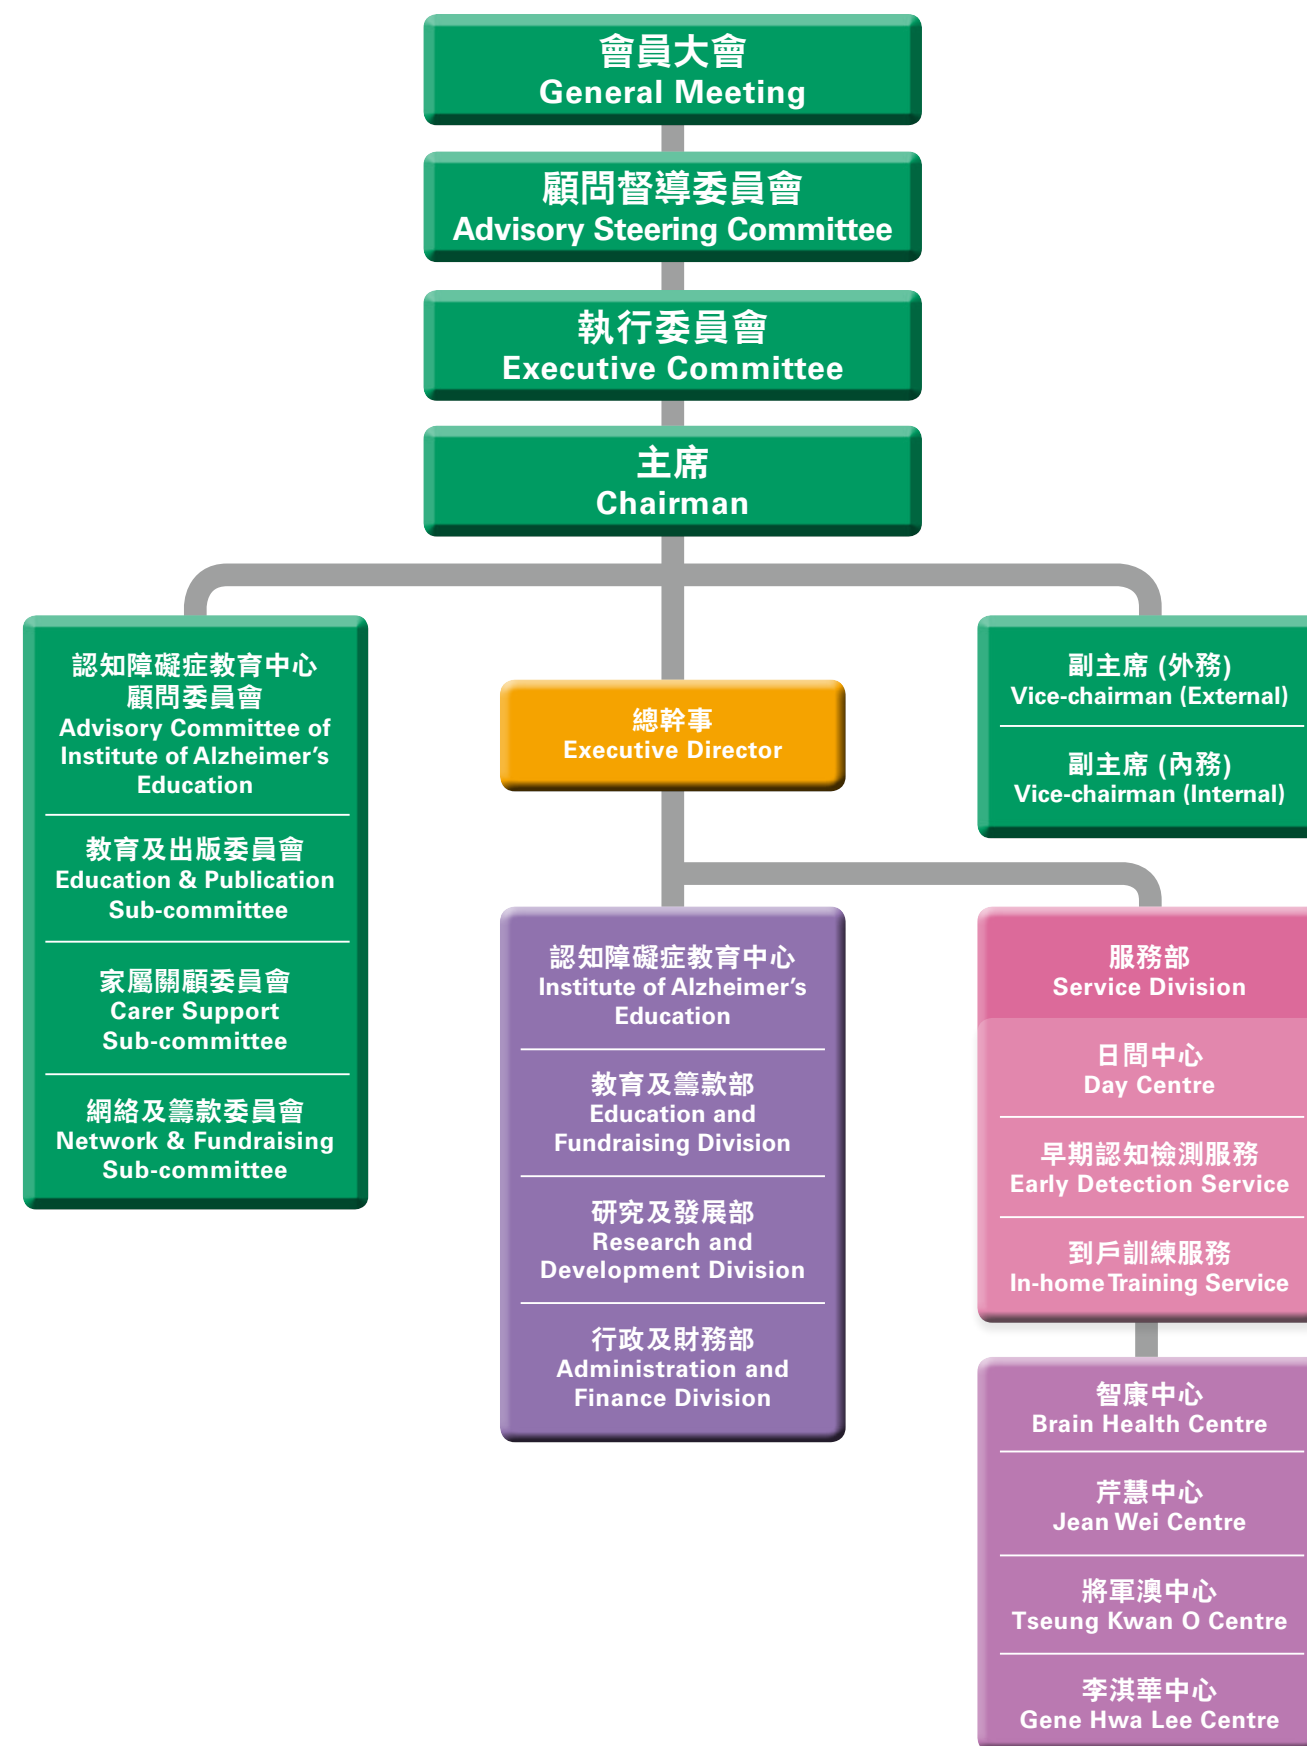 會員大會
General Meeting
顧問督導委員會
Advisory Steering Committee
執行委員會
Executive Committee
主席
Chairman
認知障礙症教育中心
顧問委員會
Advisory Committee of
Institute of Alzheimer’s
Education
教育及出版委員會
Education & Publication
Sub-committee
家屬關顧委員會
Carer Support
Sub-committee
網絡及籌款委員會
Network & Fundraising
Sub-committee
總幹事
Executive Director
副主席 (外務)
Vice-chairman (External)
副主席 (內務)
Vice-chairman (Internal)
認知障礙症教育中心
Institute of Alzheimer’s
Education
教育及籌款部
Education and
Fundraising Division
研究及發展部
Research and
Development Division
行政及財務部
Administration and
Finance Division
服務部
Service Division
日間中心
Day Centre
早期認知檢測服務
Early Detection Service
到戶訓練服務
In-home Training Service
智康中心
Brain Health Centre
芹慧中心
Jean Wei Centre
將軍澳中心
Tseung Kwan O Centre
李淇華中心
Gene Hwa Lee Centre